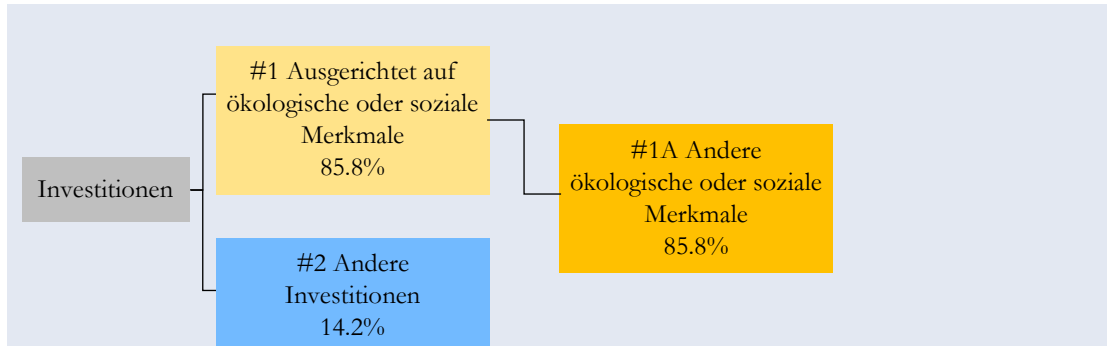 Investitionen
#1 Ausgerichtet auf
ökologische oder soziale
Merkmale
85.8%
#2 Andere
Investitionen
14.2%
#1A Andere
ökologische oder soziale
Merkmale
85.8%